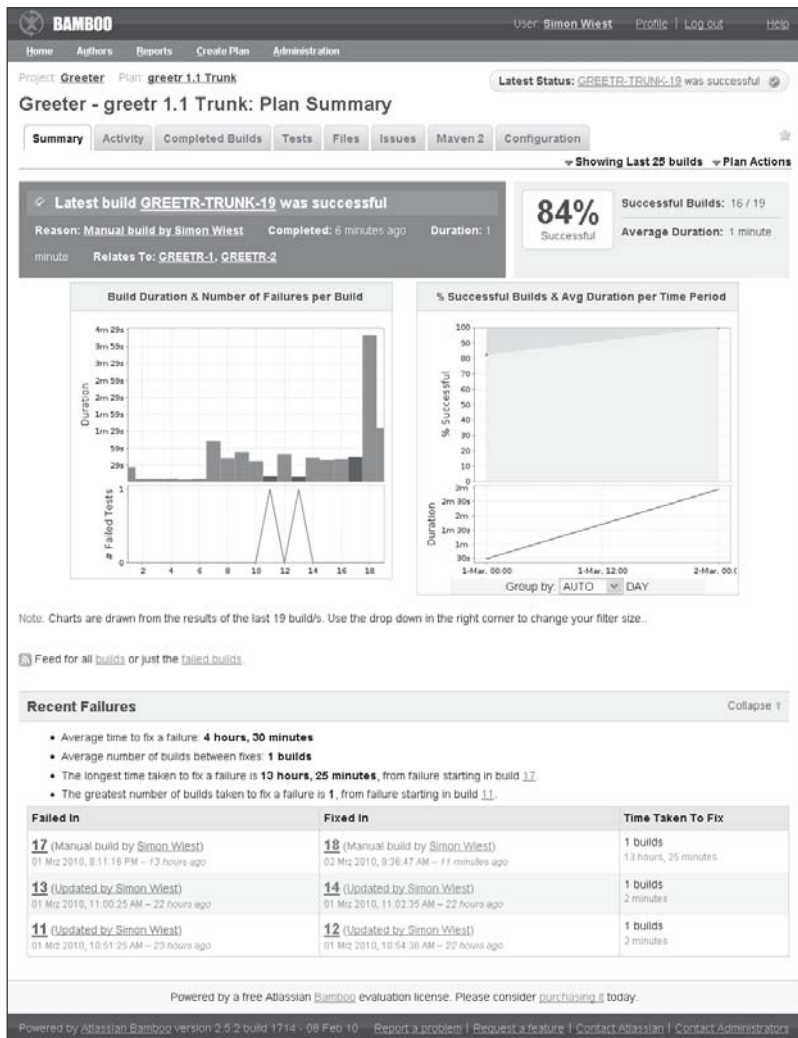 BAMBOO
User: Simon Wiest Profile | Log out Help
Home Authors Reports Create Plan Administration
Project: Greeter Plan: greetr 1.1 Trunk
Latest Status: GREETR-TRUNK-19 was successful
Greeter - greetr 1.1 Trunk: Plan Summary
Summary Activity Completed Builds Tests Files Issues Maven 2 Configuration
Showing Last 25 builds Plan Actions
Latest build GREETR-TRUNK-19 was successful
Reason: Manual build by Simon Wiest Completed: 6 minutes ago Duration: 1
minute Relates To: GREETR-1, GREETR-2
84%
Successful
Successful Builds: 16 / 19
Average Duration: 1 minute
Build Duration & Number of Failures per Build
4m 29s
3m 59s
3m 29s
2m 59s
2m 29s
1m 59s
1m 29s
59s
29s
Duration
1
0
# Failed Tests
2 4 6 8 10 12 14 16 18
% Successful Builds & Avg Duration per Time Period
100
90
80
70
60
50
40
30
20
10
0
% Successful
3m
2m 30s
2m
1m 30s
1m
30s
Duration
1-Mar, 00:00 1-Mar, 12:00 2-Mar, 00:(
Group by: AUTO DAY
Note: Charts are drawn from the results of the last 19 build/s. Use the drop down in the right corner to change your filter size..
Feed for all builds or just the failed builds.
Recent Failures Collapse ↑
• Average time to fix a failure: 4 hours, 30 minutes
• Average number of builds between fixes: 1 builds
• The longest time taken to fix a failure is 13 hours, 25 minutes, from failure starting in build 17.
• The greatest number of builds taken to fix a failure is 1, from failure starting in build 11.
Failed In Fixed In Time Taken To Fix
17 (Manual build by Simon Wiest) 18 (Manual build by Simon Wiest) 1 builds
01 Mrz 2010, 8:11:16 PM – 13 hours ago 02 Mrz 2010, 9:36:47 AM – 11 minutes ago 13 hours, 25 minutes
13 (Updated by Simon Wiest) 14 (Updated by Simon Wiest) 1 builds
01 Mrz 2010, 11:00:25 AM – 22 hours ago 01 Mrz 2010, 11:02:35 AM – 22 hours ago 2 minutes
11 (Updated by Simon Wiest) 12 (Updated by Simon Wiest) 1 builds
01 Mrz 2010, 10:51:25 AM – 23 hours ago 01 Mrz 2010, 10:54:36 AM – 22 hours ago 3 minutes
Powered by a free Atlassian Bamboo evaluation license. Please consider purchasing it today.
Powered by Atlassian Bamboo version 2.5.2 build 1714 - 08 Feb 10 Report a problem | Request a feature | Contact Atlassian | Contact Administrators